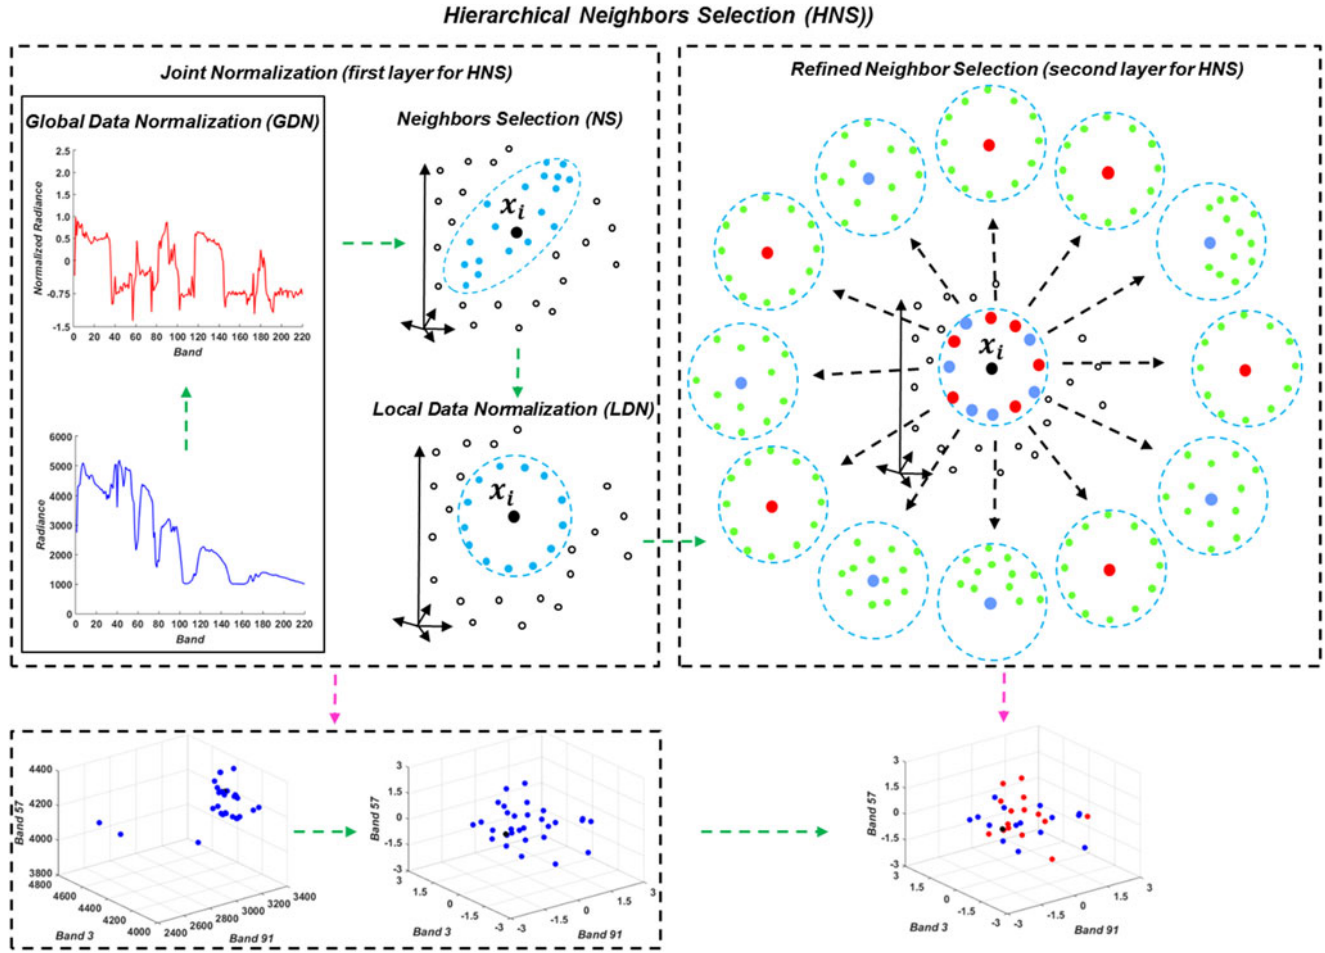 Hierarchical Neighbors Selection (HNS))
Joint Normalization (first layer for HNS)
Global Data Normalization (GDN)
2.5
2.0
1.5
1.0
0.5
0
-0.75
-1.5
Normalized Radiance
0 20 40 60 80 100 120 140 160 180 200 220
Band
6000
5000
4000
3000
2000
1000
0
Radiance
0 20 40 60 80 100 120 140 160 180 200 220
Band
Neighbors Selection (NS)
x_i
Local Data Normalization (LDN)
x_i
Refined Neighbor Selection (second layer for HNS)
x_i
4400
4200
4000
3800
Band 57
4800
4600
4400
4200
4000
Band 3
2400
2600
2800
3000
3200
3400
Band 91
3
1.5
0
-1.5
-3
Band 57
3
1.5
0
-1.5
-3
Band 3
-3
-1.5
0
1.5
3
Band 91
3
1.5
0
-1.5
-3
Band 57
3
1.5
0
-1.5
-3
Band 3
-3
-1.5
0
1.5
3
Band 91